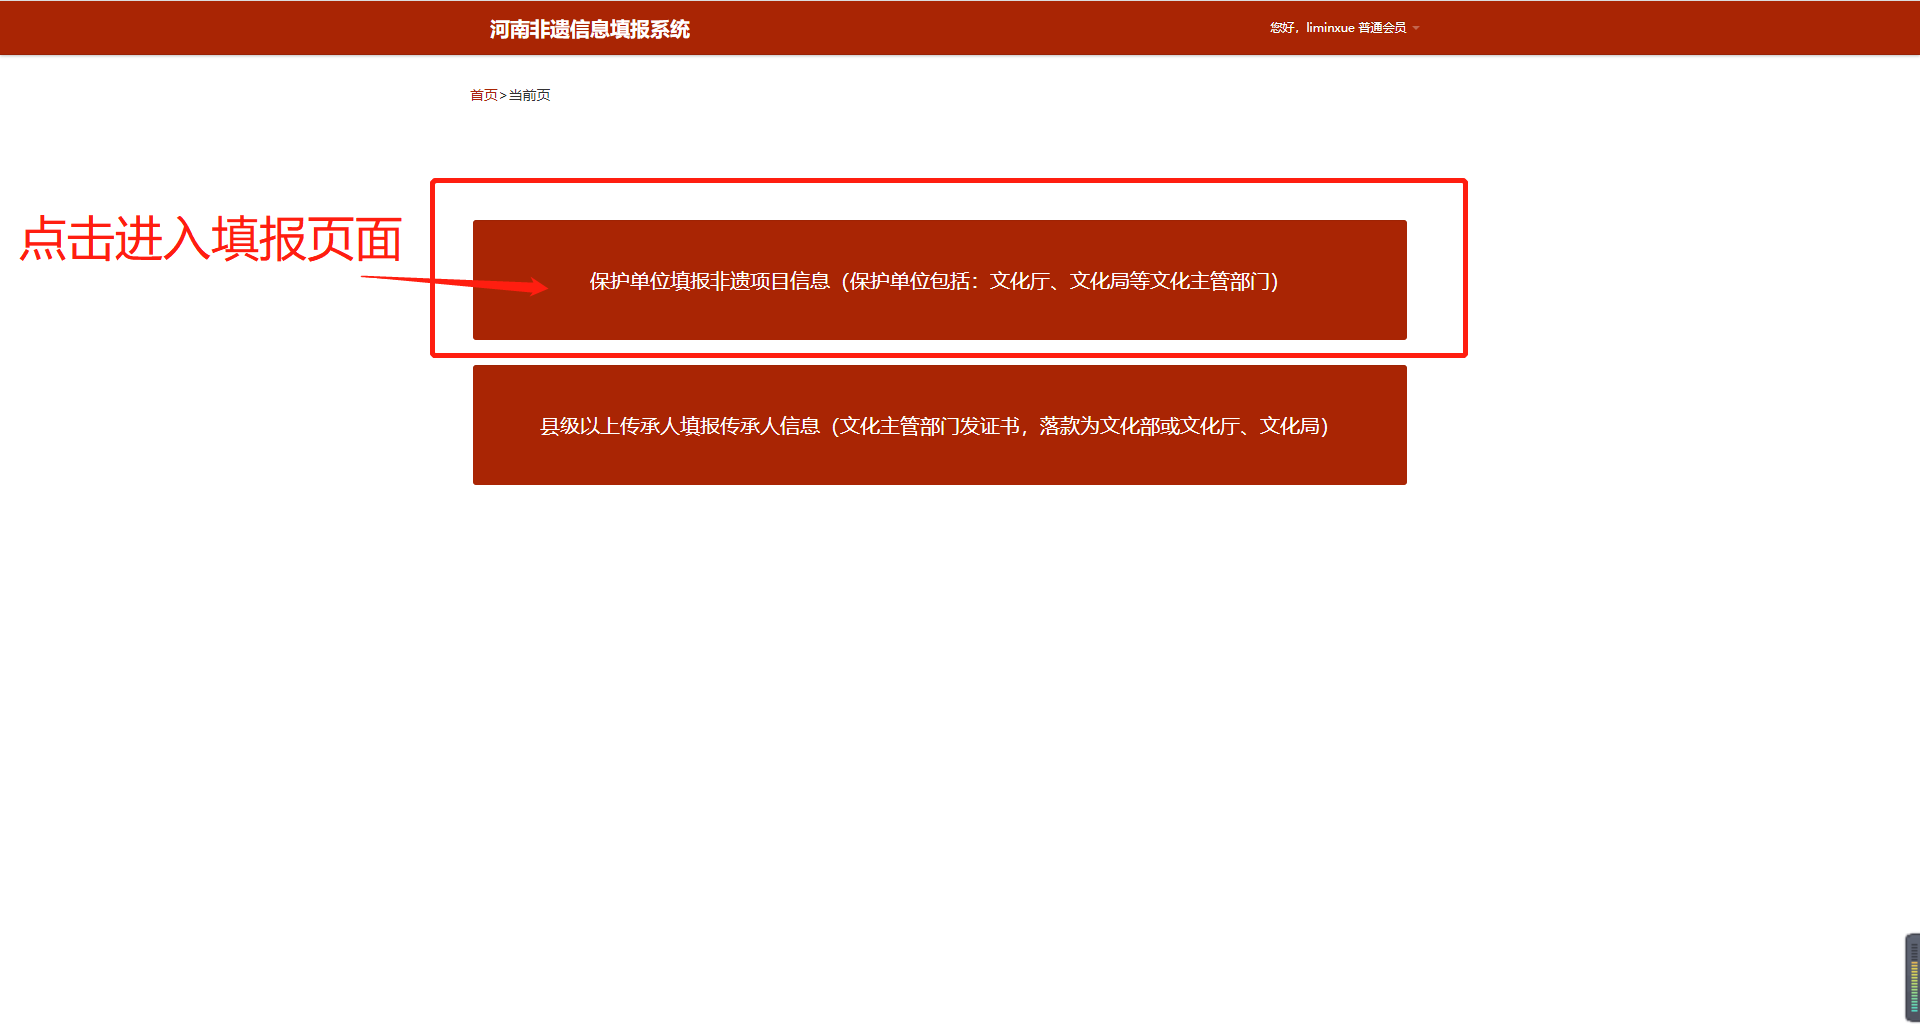 河南非遗信息填报系统
您好，liminxue 普通会员
首页>当前页
点击进入填报页面
保护单位填报非遗项目信息（保护单位包括：文化厅、文化局等文化主管部门）
县级以上传承人填报传承人信息（文化主管部门发证书，落款为文化部或文化厅、文化局）